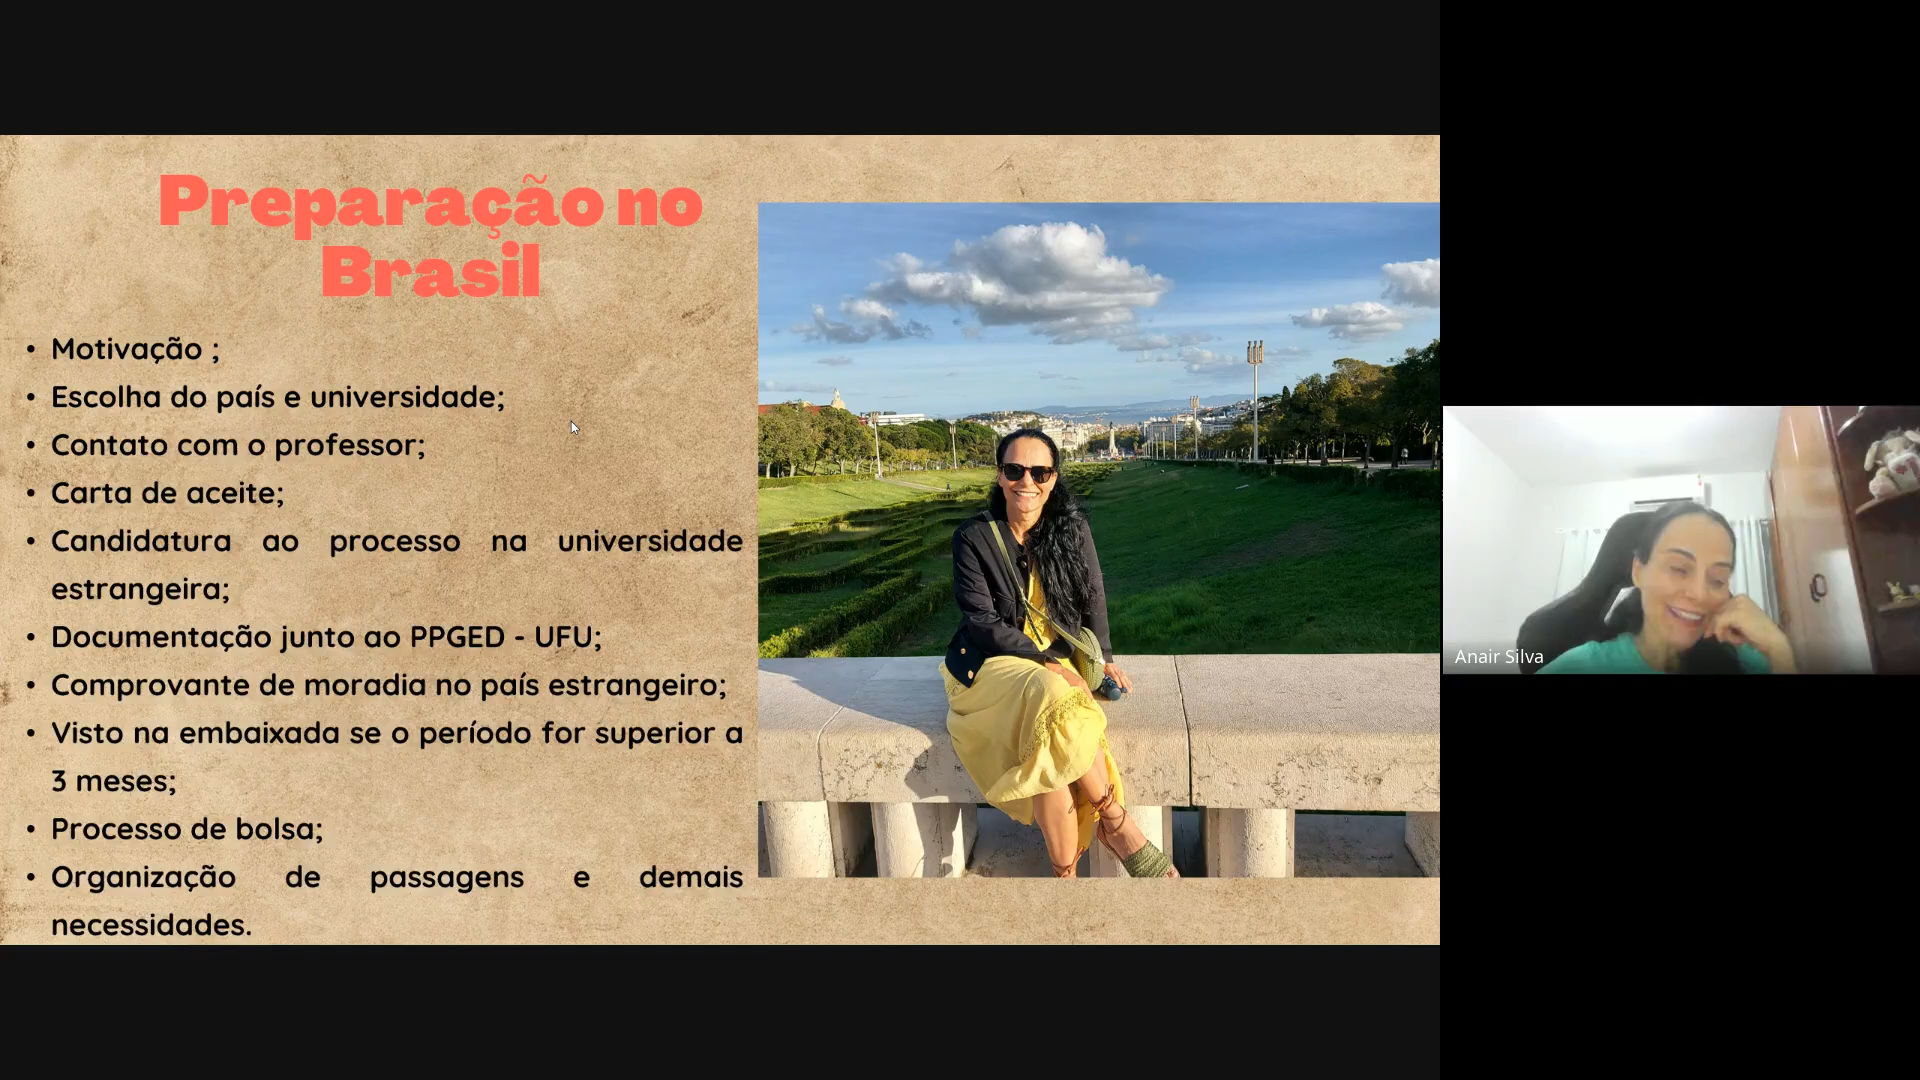 Preparação no
Brasil
• Motivação ;
• Escolha do país e universidade;
• Contato com o professor;
• Carta de aceite;
• Candidatura ao processo na universidade
estrangeira;
• Documentação junto ao PPGED - UFU;
• Comprovante de moradia no país estrangeiro;
• Visto na embaixada se o período for superior a
3 meses;
• Processo de bolsa;
• Organização de passagens e demais
necessidades.
Anair Silva